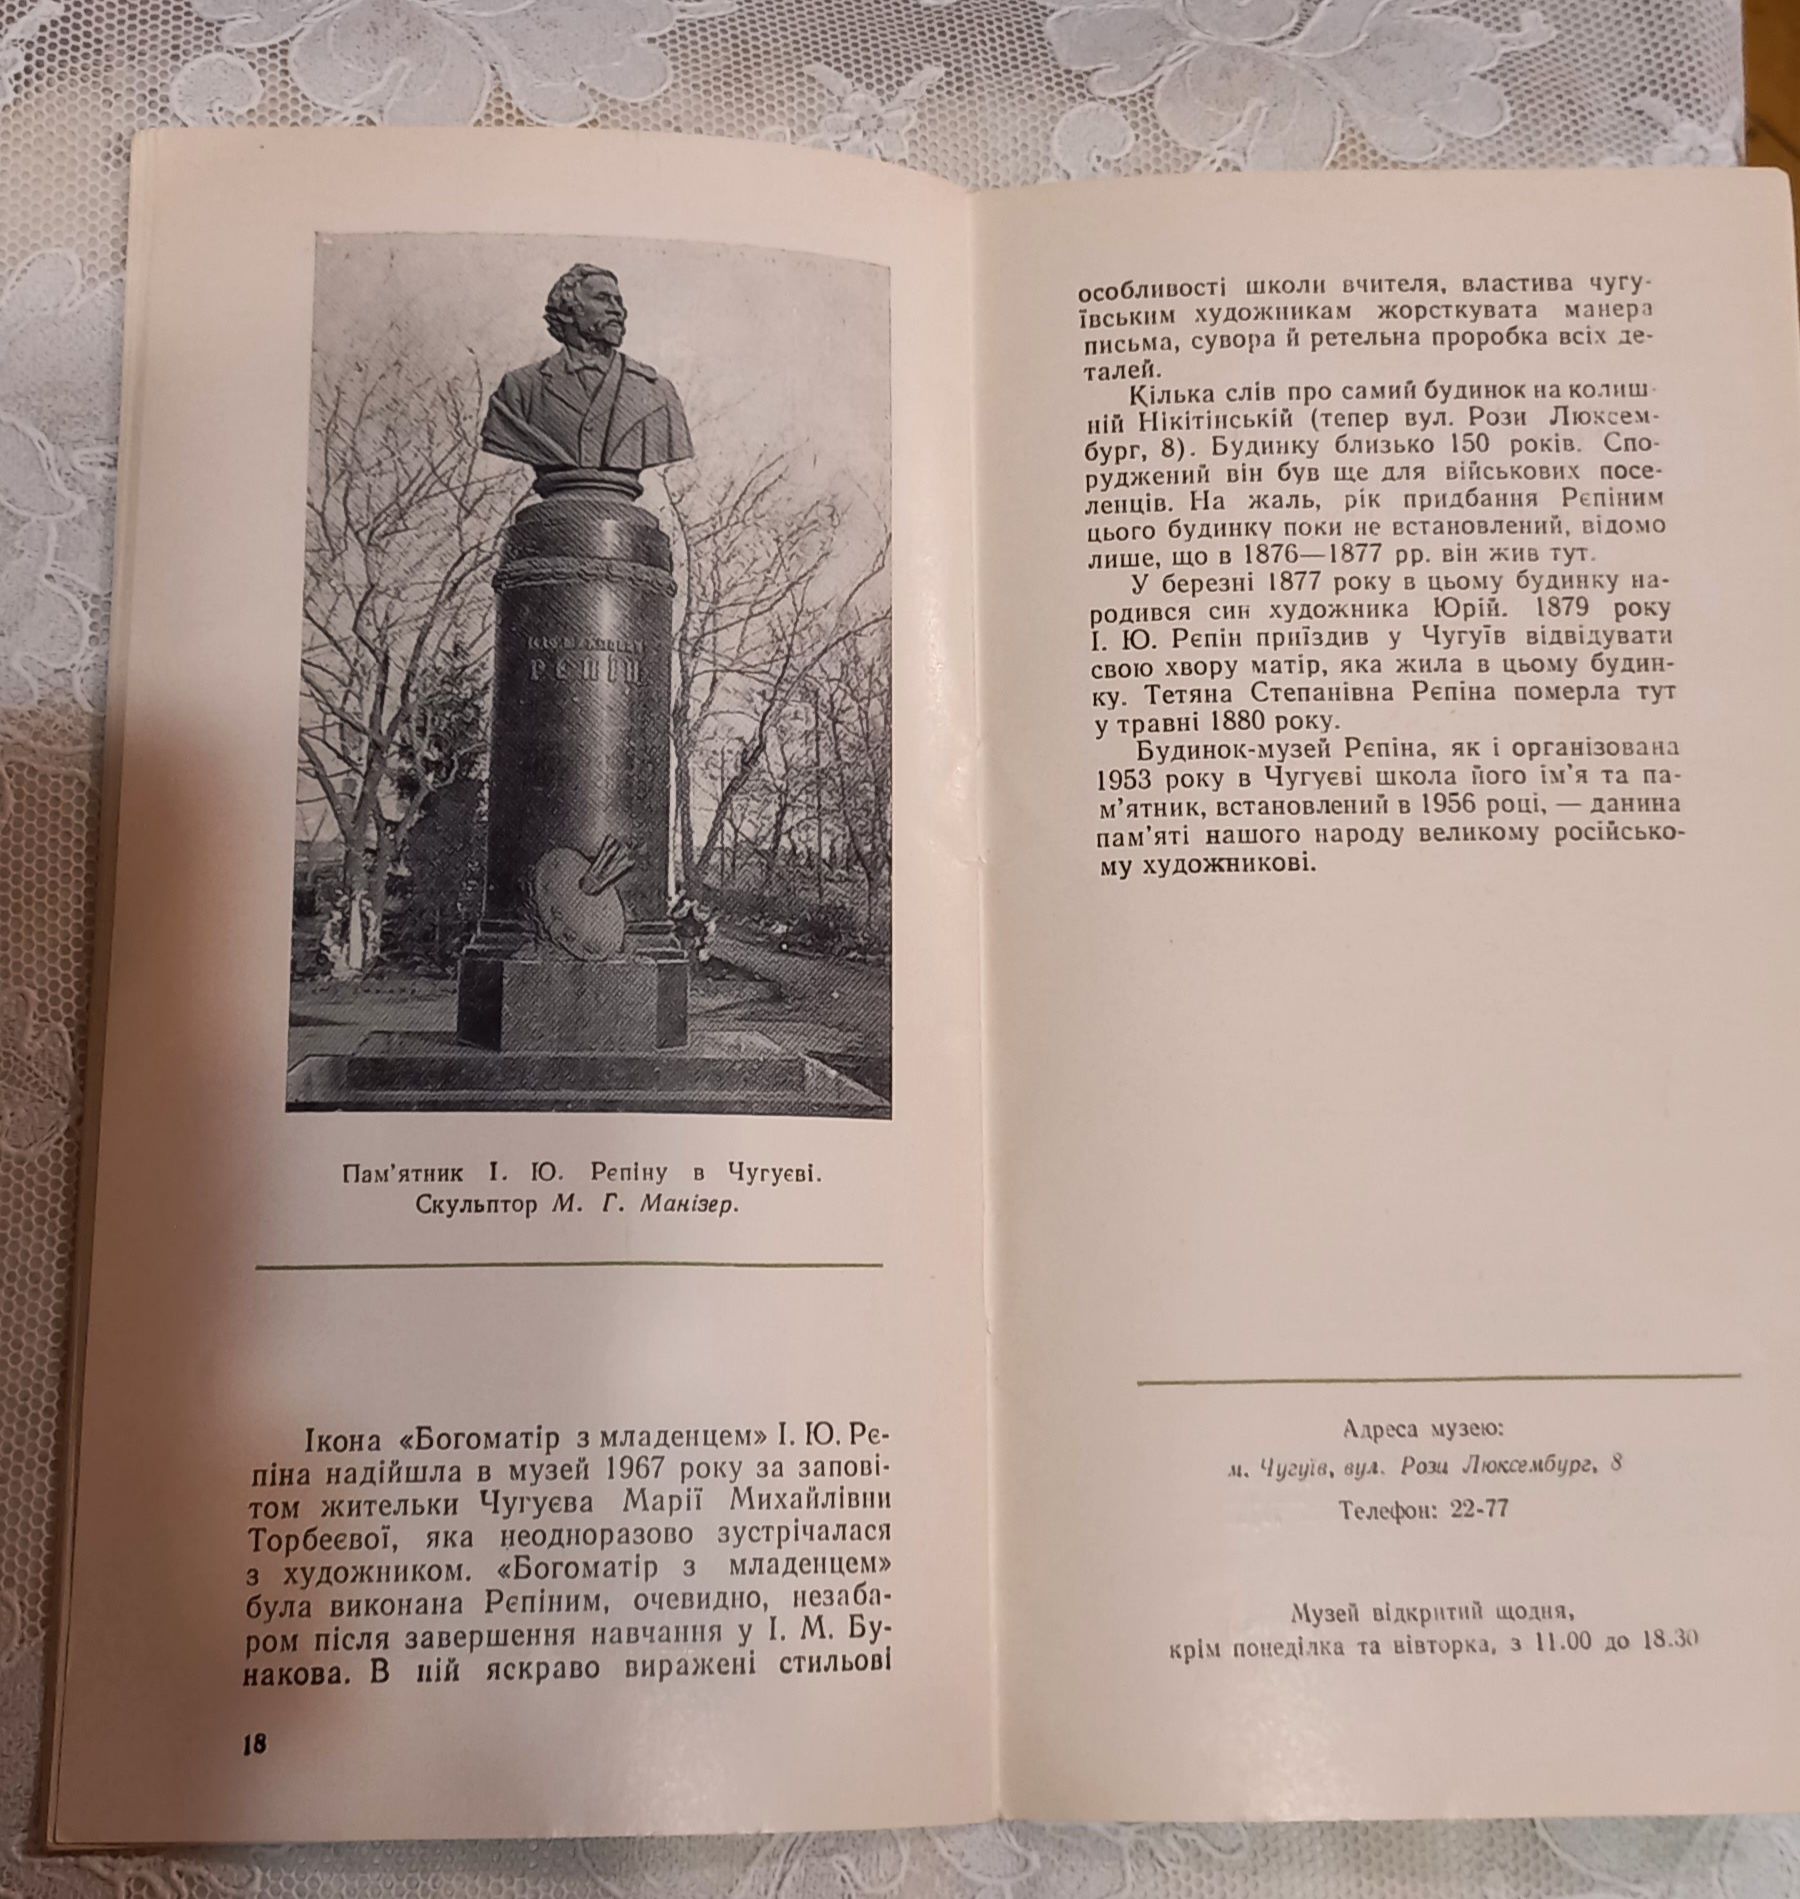 РЄПІН
Пам’ятник І. Ю. Рєпіну в Чугуєві.
Скульптор М. Г. Манізер.
Ікона «Богоматір з младенцем» І. Ю. Рє-
піна надійшла в музей 1967 року за запові-
том жительки Чугуєва Марії Михайлівни
Торбеєвої, яка неодноразово зустрічалася
з художником. «Богоматір з младенцем»
була виконана Рєпіним, очевидно, незаба-
ром після завершення навчання у І. М. Бу-
накова. В ній яскраво виражені стильові
18
особливості школи вчителя, властива чугу-
ївським художникам жорсткувата манера
письма, сувора й ретельна проробка всіх де-
талей.
Кілька слів про самий будинок на колиш-
ній Нікітінській (тепер вул. Рози Люксем-
бург, 8). Будинку близько 150 років. Спо-
руджений він був ще для військових посе-
ленців. На жаль, рік придбання Рєпіним
цього будинку поки не встановлений, відомо
лише, що в 1876—1877 рр. він жив тут.
У березні 1877 року в цьому будинку на-
родився син художника Юрій. 1879 року
І. Ю. Рєпін приїздив у Чугуїв відвідувати
свою хвору матір, яка жила в цьому будин-
ку. Тетяна Степанівна Рєпіна померла тут
у травні 1880 року.
Будинок-музей Рєпіна, як і організована
1953 року в Чугуєві школа його ім’я та па-
м’ятник, встановлений в 1956 році, — данина
пам’яті нашого народу великому російсько-
му художникові.
Адреса музею:
м. Чугуїв, вул. Рози Люксембург, 8
Телефон: 22-77
Музей відкритий щодня,
крім понеділка та вівторка, з 11.00 до 18.30